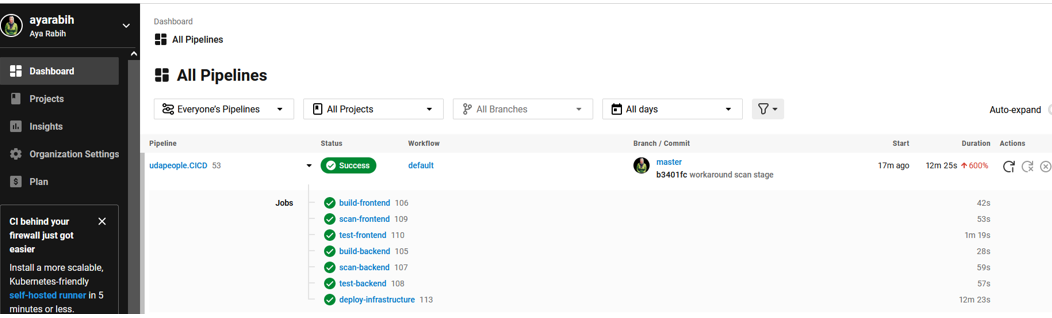 ayarabih
Aya Rabih
Dashboard
Projects
Insights
Organization Settings
Plan
CI behind your
firewall just got
easier
Install a more scalable,
Kubernetes-friendly
self-hosted runner in 5
minutes or less.
Dashboard
All Pipelines
All Pipelines
Everyone's Pipelines
All Projects
All Branches
All days
Auto-expand
Pipeline Status Workflow Branch / Commit Start Duration Actions
udapeople.CICD 53 Success default master 17m ago 12m 25s 600%
b3401fc workaround scan stage
Jobs build-frontend 106 42s
scan-frontend 109 53s
test-frontend 110 1m 19s
build-backend 105 28s
scan-backend 107 59s
test-backend 108 57s
deploy-infrastructure 113 12m 23s